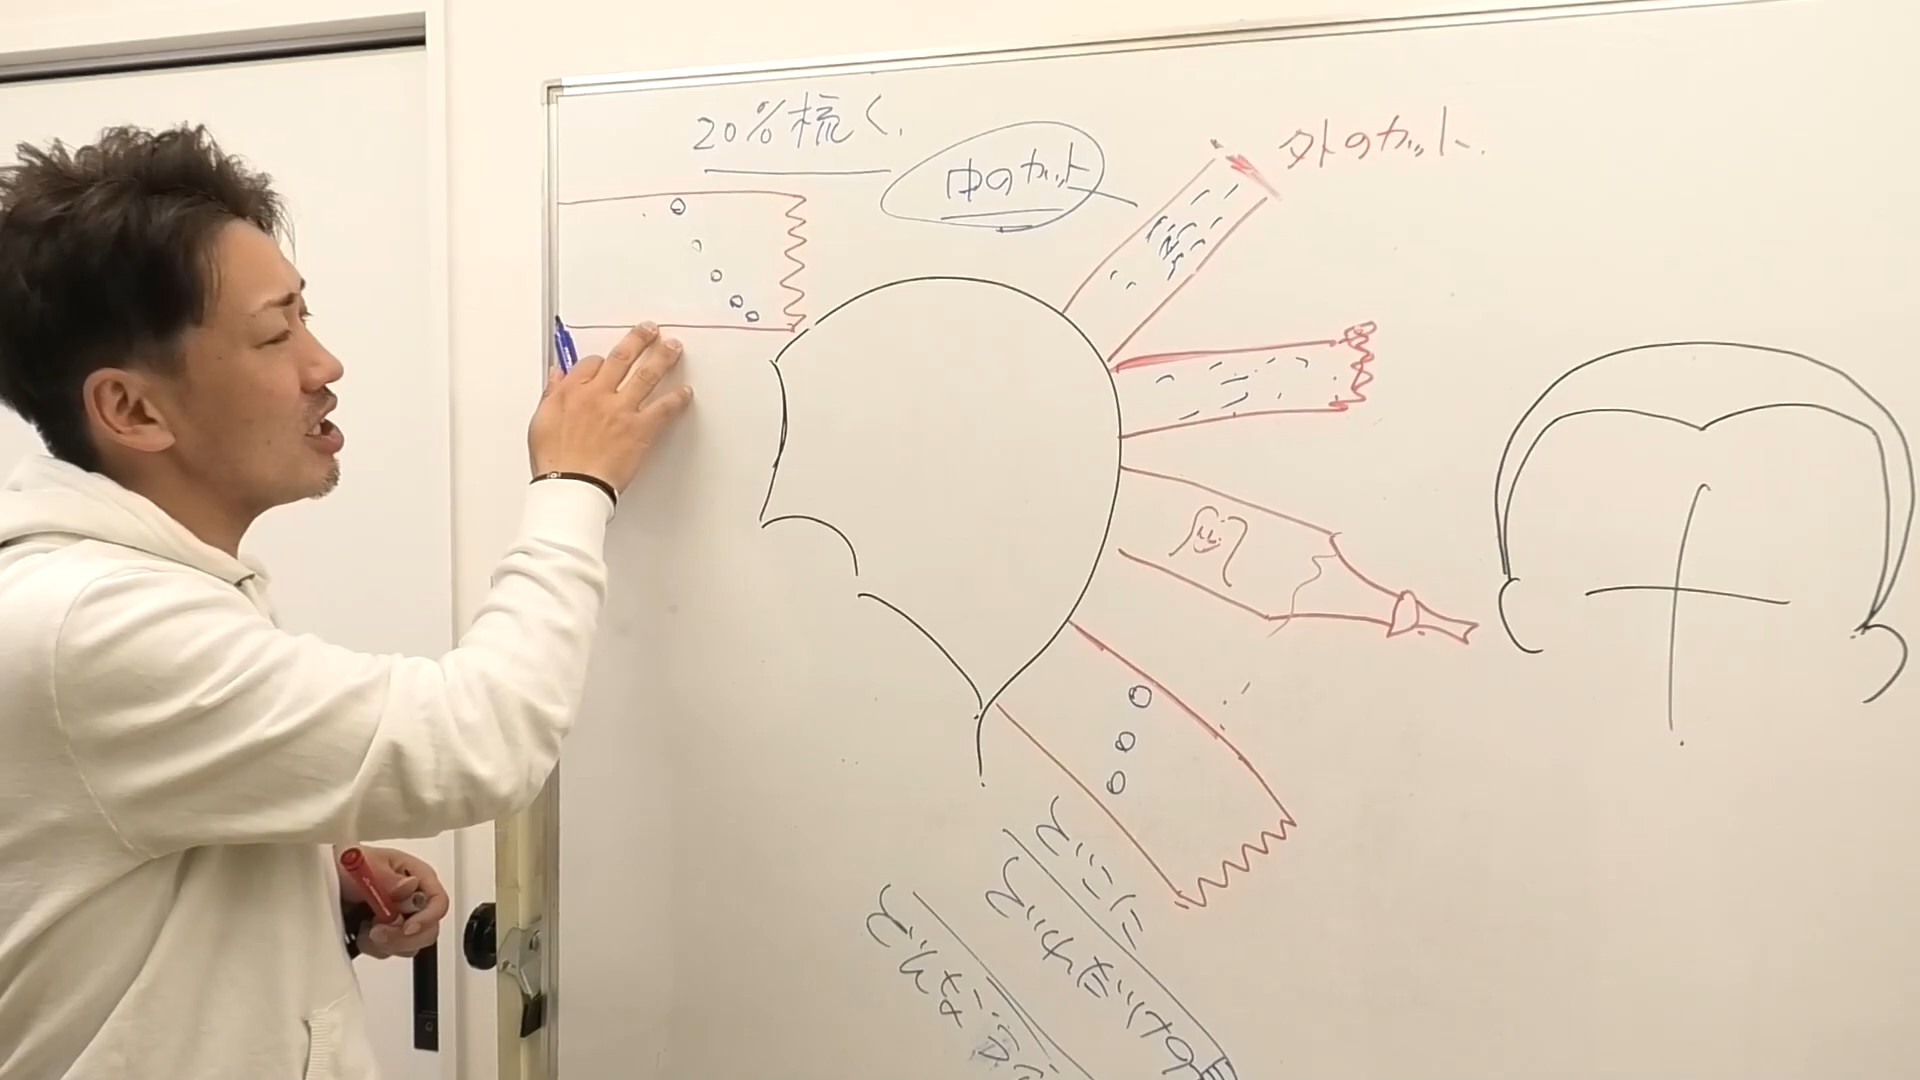 20%梳く.
中のカット
外のカット.
どこに
どれだけの
どんな